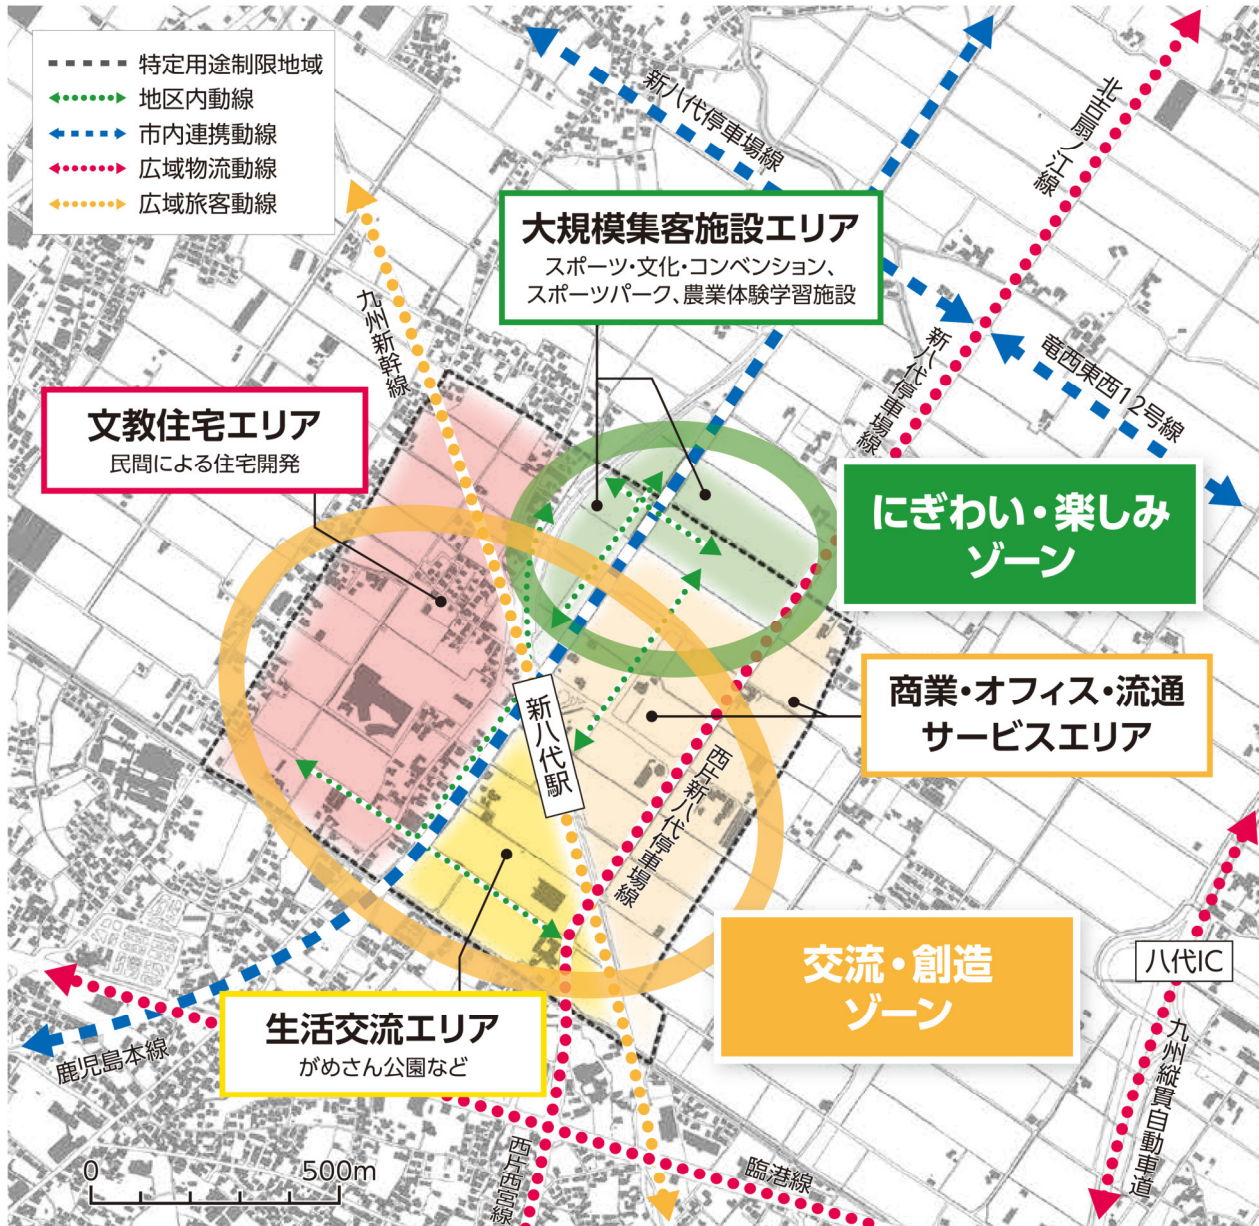 特定用途制限地域
地区内動線
市内連携動線
広域物流動線
広域旅客動線
新八代停車場線
北吉扇ノ江線
大規模集客施設エリア
スポーツ・文化・コンベンション、
スポーツパーク、農業体験学習施設
九州新幹線
新八代停車場線
竜西東西12号線
文教住宅エリア
民間による住宅開発
にぎわい・楽しみ
ゾーン
商業・オフィス・流通
サービスエリア
新八代駅
西片新八代停車場線
交流・創造
ゾーン
八代IC
生活交流エリア
がめさん公園など
鹿児島本線
九州縦貫自動車道
西片西宮線
臨港線
0
500m